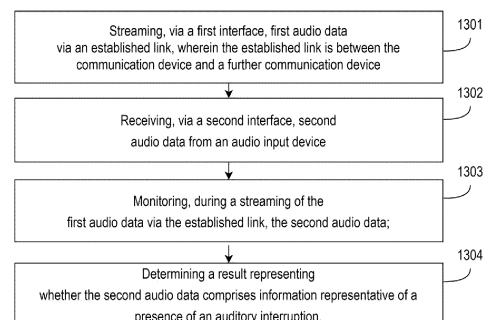 Streaming, via a first interface, first audio data
via an established link, wherein the established link is between the
communication device and a further communication device
1301
Receiving, via a second interface, second
audio data from an audio input device
1302
Monitoring, during a streaming of the
first audio data via the established link, the second audio data;
1303
Determining a result representing
whether the second audio data comprises information representative of a
presence of an auditory interruption.
1304